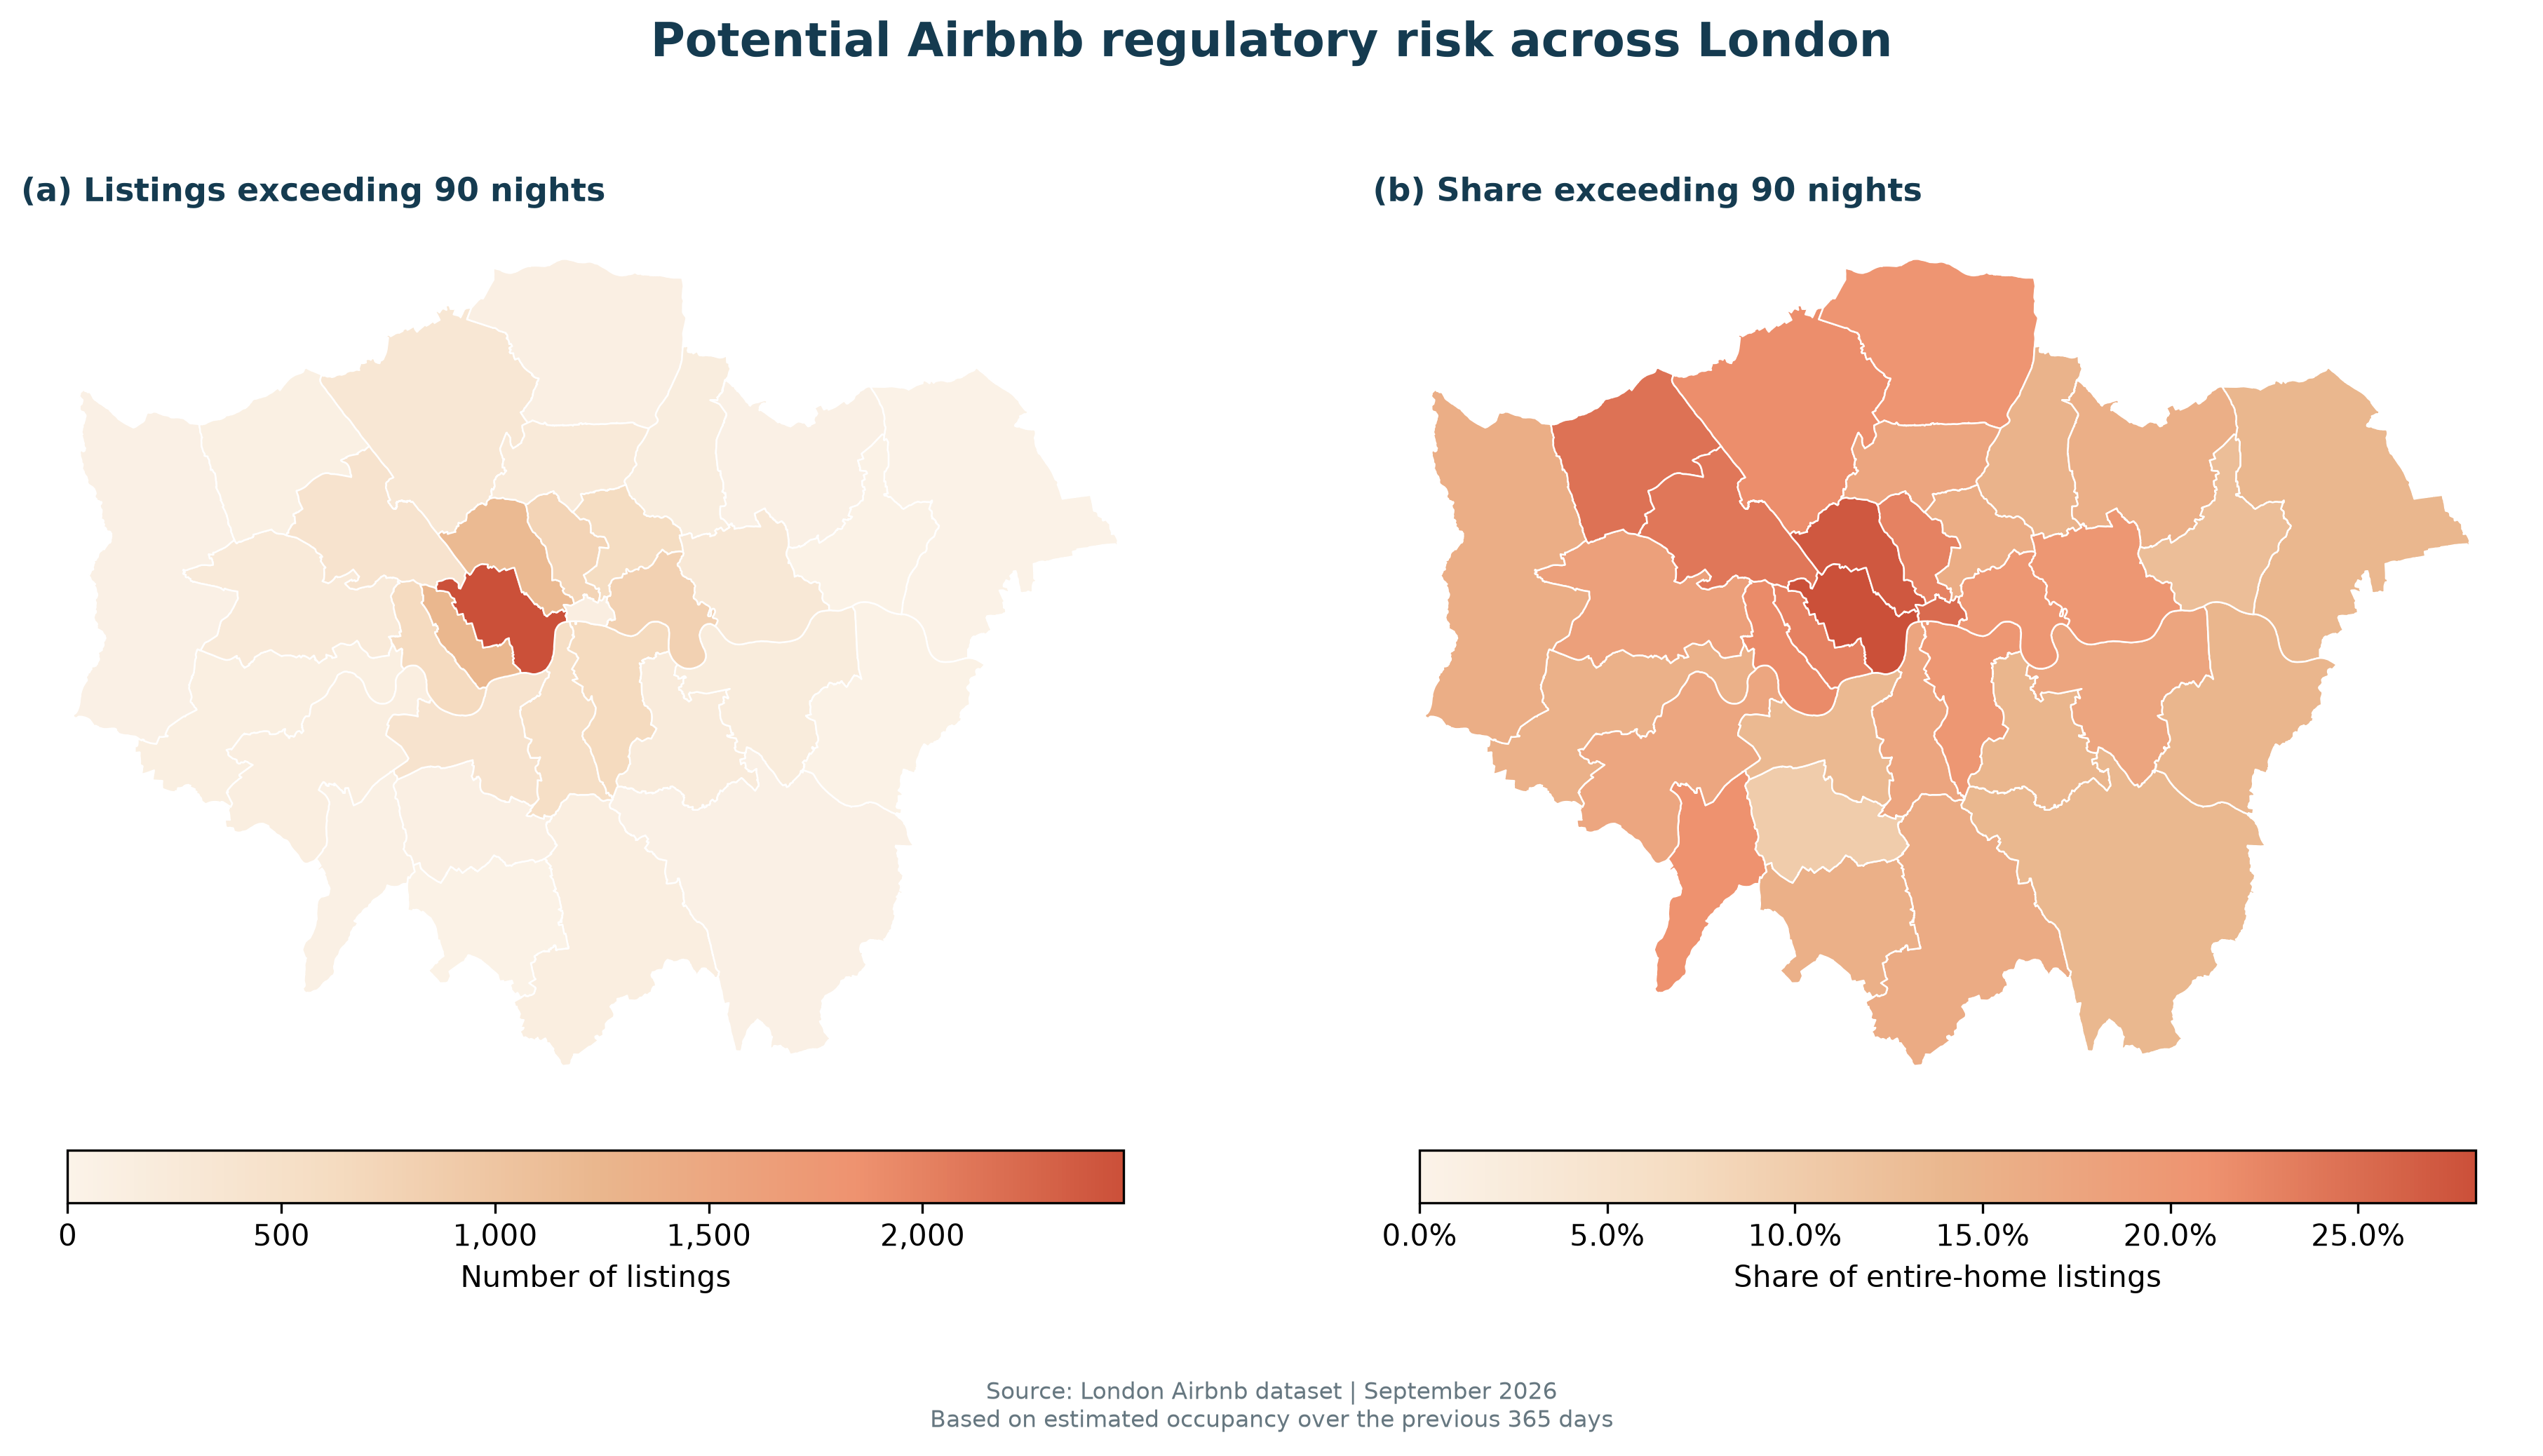 Potential Airbnb regulatory risk across London
(a) Listings exceeding 90 nights
(b) Share exceeding 90 nights
0 500 1,000 1,500 2,000
Number of listings
0.0% 5.0% 10.0% 15.0% 20.0% 25.0%
Share of entire-home listings
Source: London Airbnb dataset | September 2026
Based on estimated occupancy over the previous 365 days